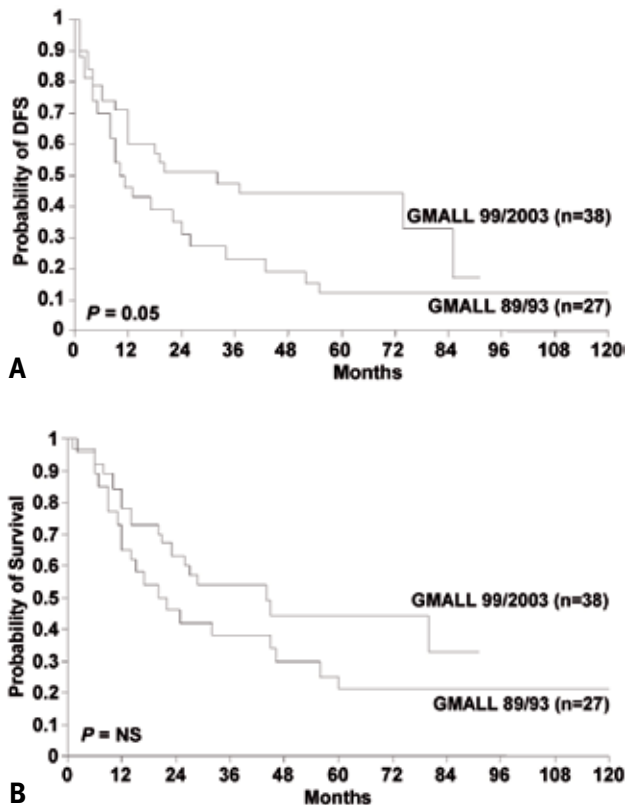 1
0.9
0.8
0.7
0.6
0.5
0.4
0.3
0.2
0.1
0
Probability of DFS
GMALL 99/2003 (n=38)
GMALL 89/93 (n=27)
P = 0.05
0 12 24 36 48 60 72 84 96 108 120
Months
A
1
0.9
0.8
0.7
0.6
0.5
0.4
0.3
0.2
0.1
0
Probability of Survival
GMALL 99/2003 (n=38)
GMALL 89/93 (n=27)
P = NS
0 12 24 36 48 60 72 84 96 108 120
Months
B